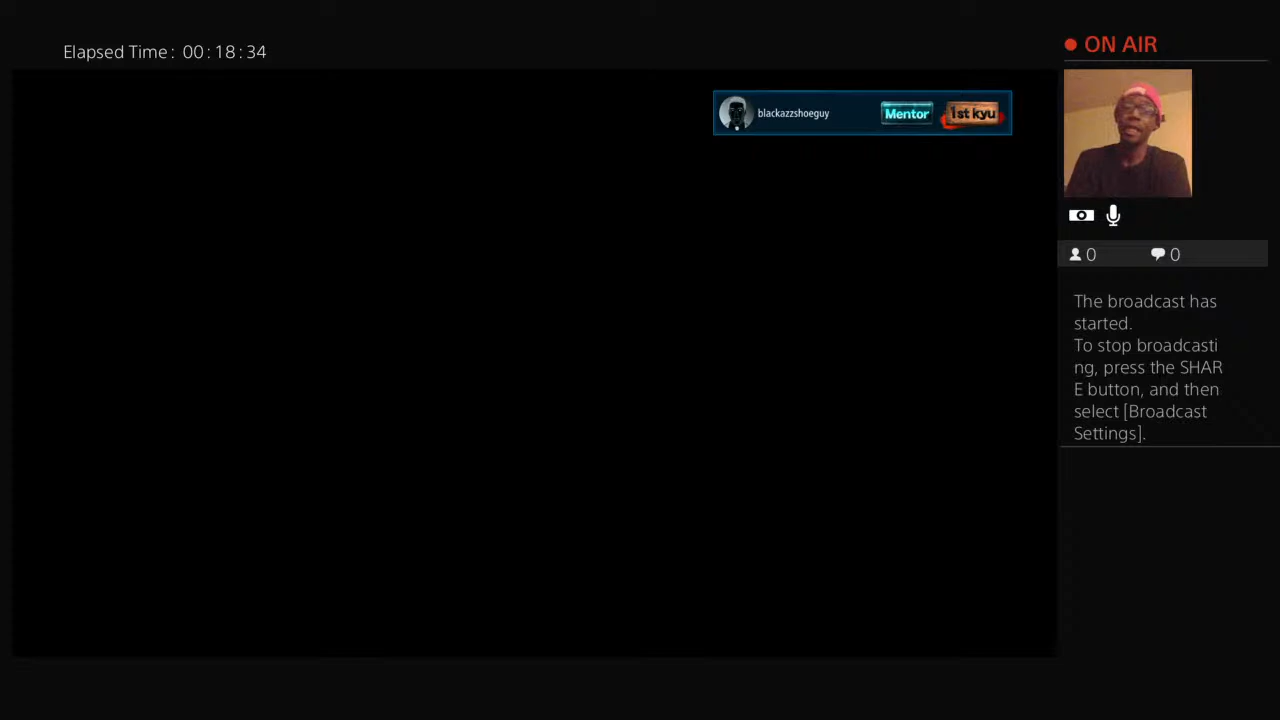 Elapsed Time: 00:18:34
ON AIR
blackazzshoeguy
Mentor
1st kyu
0
0
The broadcast has
started.
To stop broadcasti
ng, press the SHAR
E button, and then
select [Broadcast
Settings].